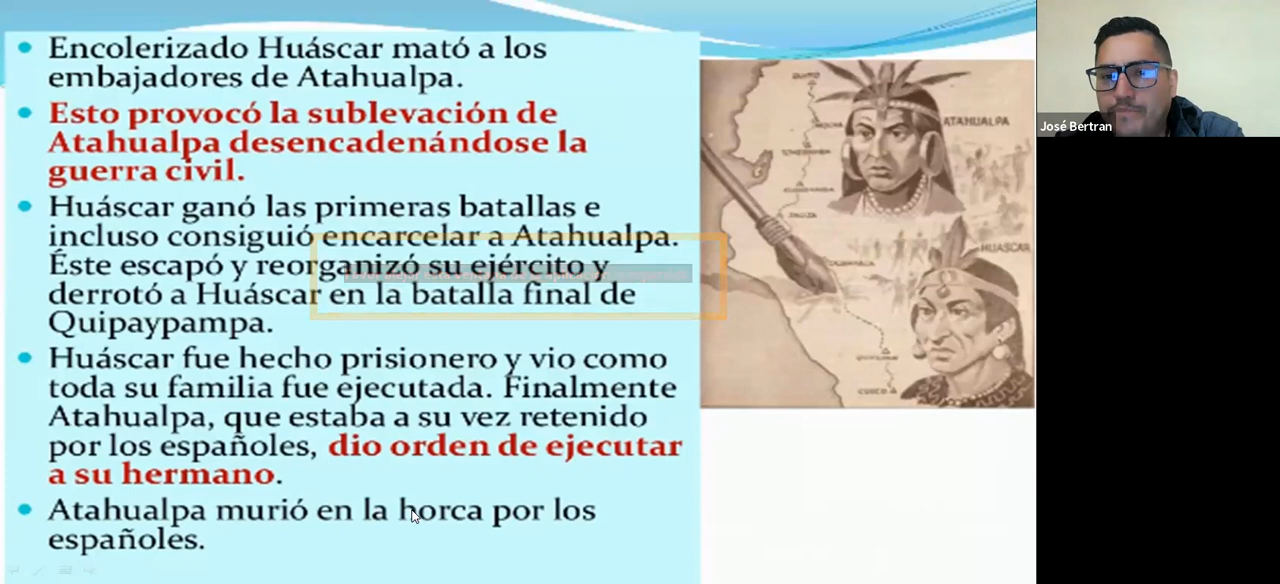 Encolerizado Huáscar mató a los
embajadores de Atahualpa.
Esto provocó la sublevación de
Atahualpa desencadenándose la
guerra civil.
Huáscar ganó las primeras batallas e
incluso consiguió encarcelar a Atahualpa.
Éste escapó y reorganizó su ejército y
derrotó a Huáscar en la batalla final de
Quipaypampa.
Huáscar fue hecho prisionero y vio como
toda su familia fue ejecutada. Finalmente
Atahualpa, que estaba a su vez retenido
por los españoles, dio orden de ejecutar
a su hermano.
Atahualpa murió en la horca por los
españoles.
QUITO
ATAHUALPA
HUASCAR
CUSCO
José Bertran